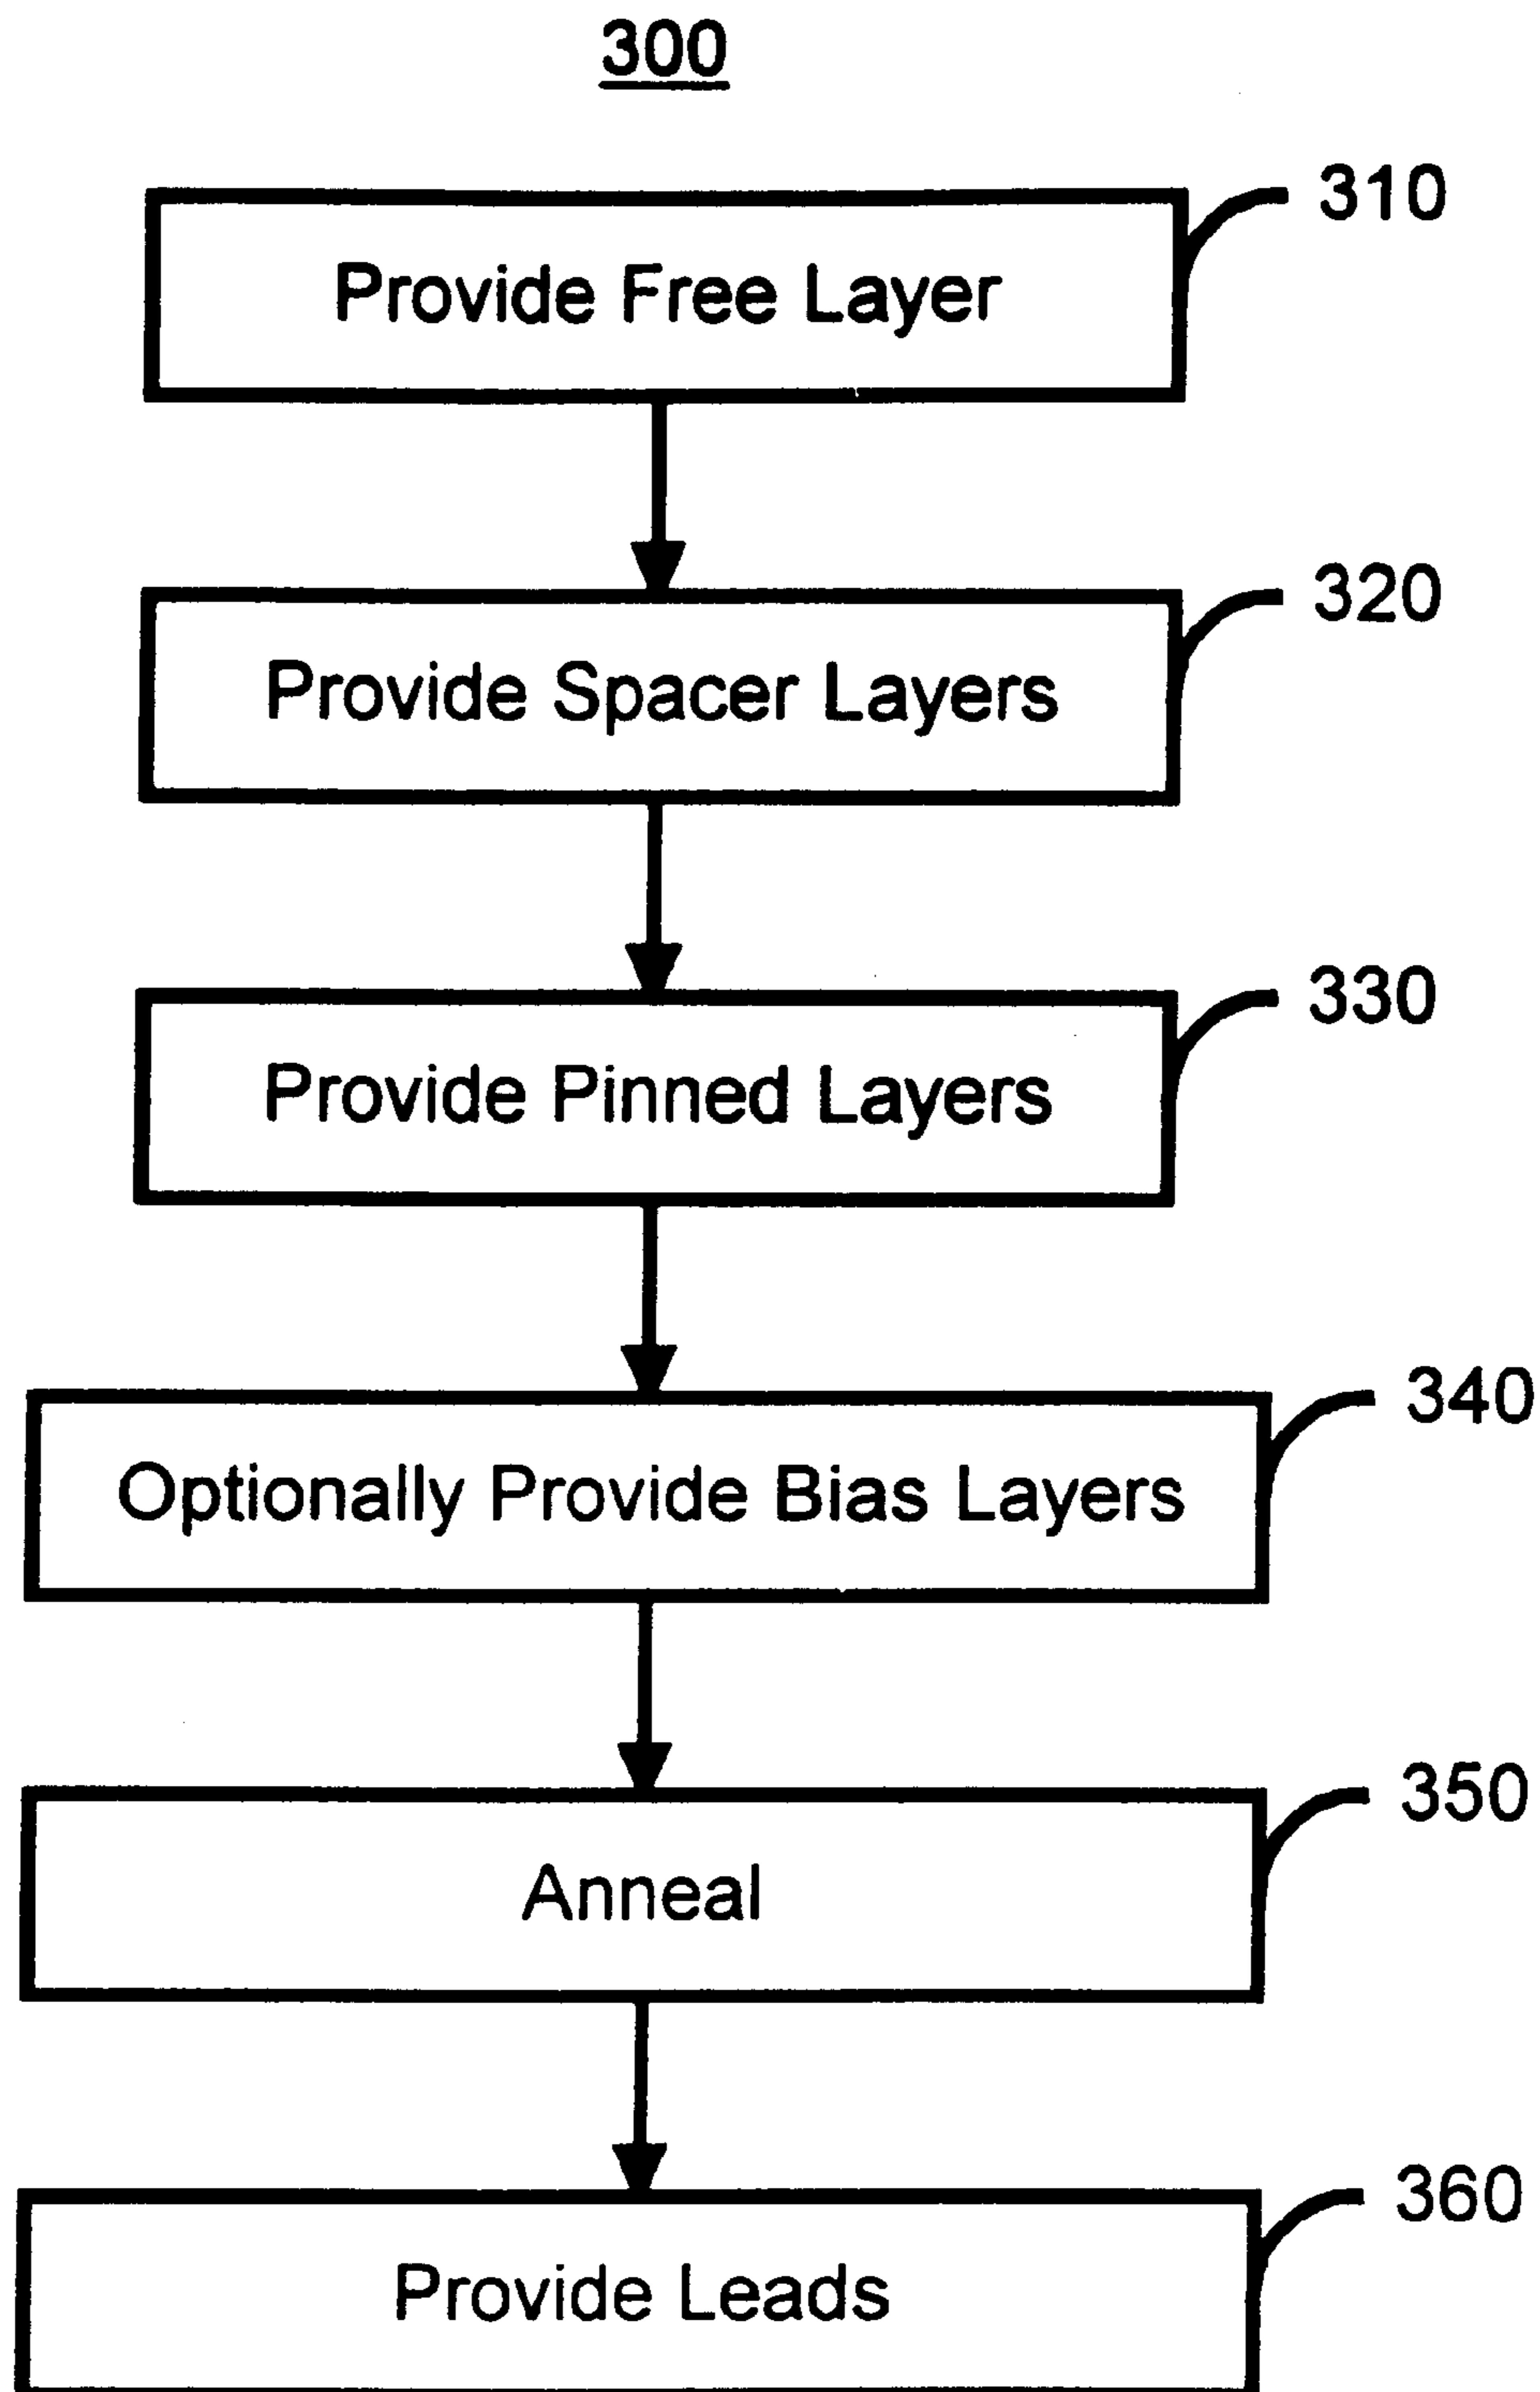 300
310
Provide Free Layer
320
Provide Spacer Layers
330
Provide Pinned Layers
340
Optionally Provide Bias Layers
350
Anneal
360
Provide Leads